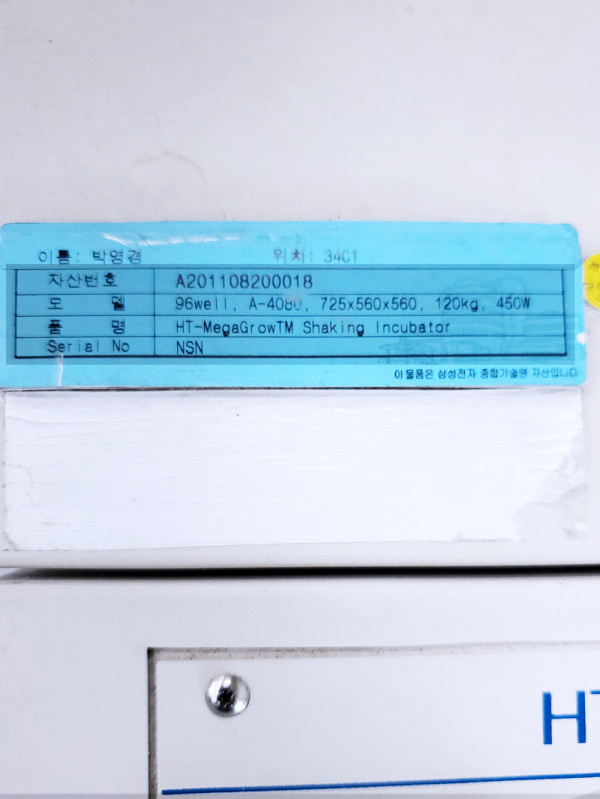 이름: 박영경 위치: 34C1
자산번호 A201108200018
모 델 96well, A-4080, 725x560x560, 120kg, 450W
품 명 HT-MegaGrowTM Shaking Incubator
Serial No NSN
이 물품은 삼성전자 종합기술원 자산입니다
HT